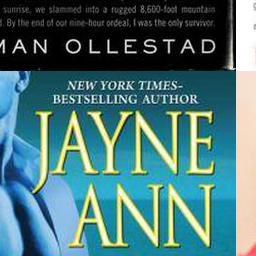 sunrise, we slammed into a rugged 8,600-foot mountain
d. By the end of our nine-hour ordeal, I was the only survivor.
MAN OLLESTAD
NEW YORK TIMES–
BESTSELLING AUTHOR
JAYNE
ANN